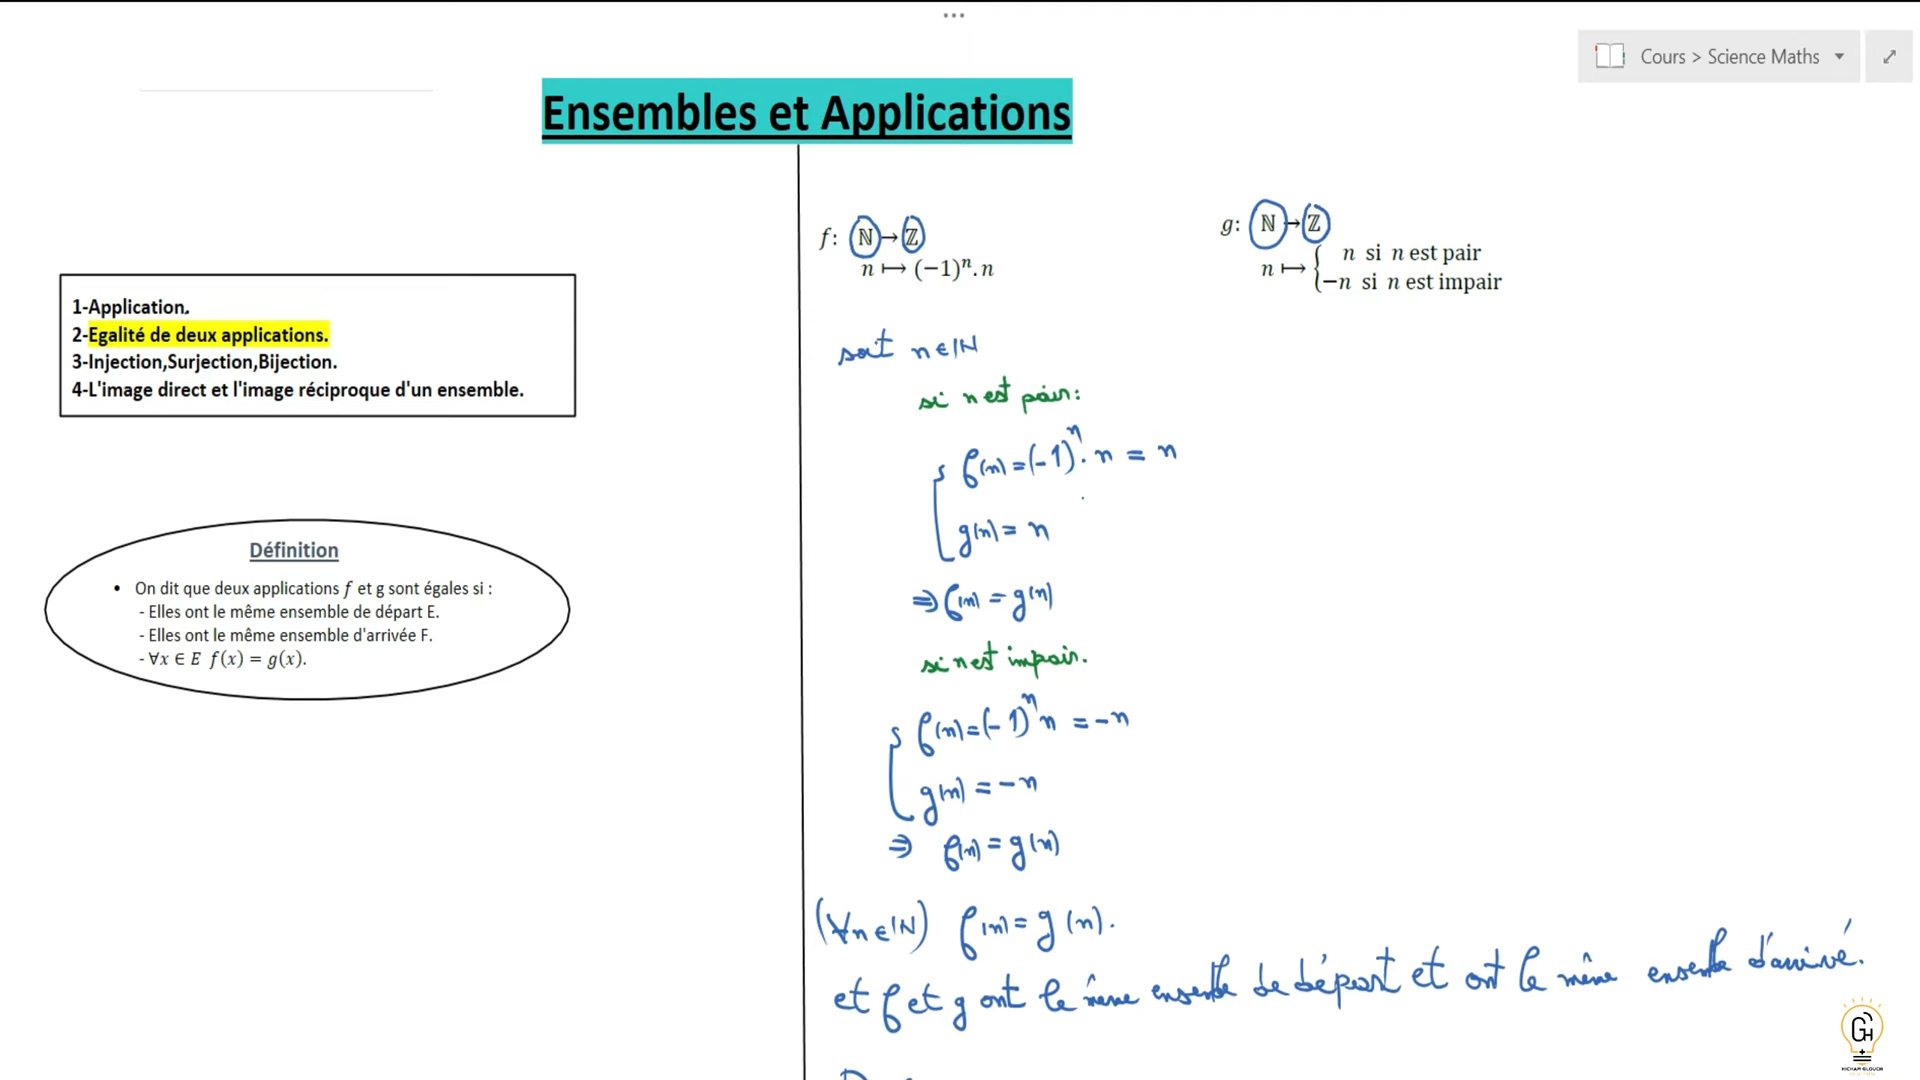 Cours > Science Maths
Ensembles et Applications
1-Application.
2-Egalité de deux applications.
3-Injection,Surjection,Bijection.
4-L'image direct et l'image réciproque d'un ensemble.
Définition
• On dit que deux applications f et g sont égales si :
- Elles ont le même ensemble de départ E.
- Elles ont le même ensemble d'arrivée F.
- ∀x ∈ E f(x) = g(x).
f: ℕ → ℤ
n ↦ (−1)ⁿ. n
g: ℕ → ℤ
n ↦ { n si n est pair
−n si n est impair
soit n ∈ ℕ
si n est pair:
f(n) = (-1)ⁿ. n = n
g(n) = n
⇒ f(n) = g(n)
si n est impair.
f(n) = (-1)ⁿ n = -n
g(n) = -n
⇒ f(n) = g(n)
(∀n ∈ ℕ) f(n) = g(n).
et f et g ont le même ensemble de départ et ont le même ensemble d'arrivé.
GH
HICHAM GLOUCH